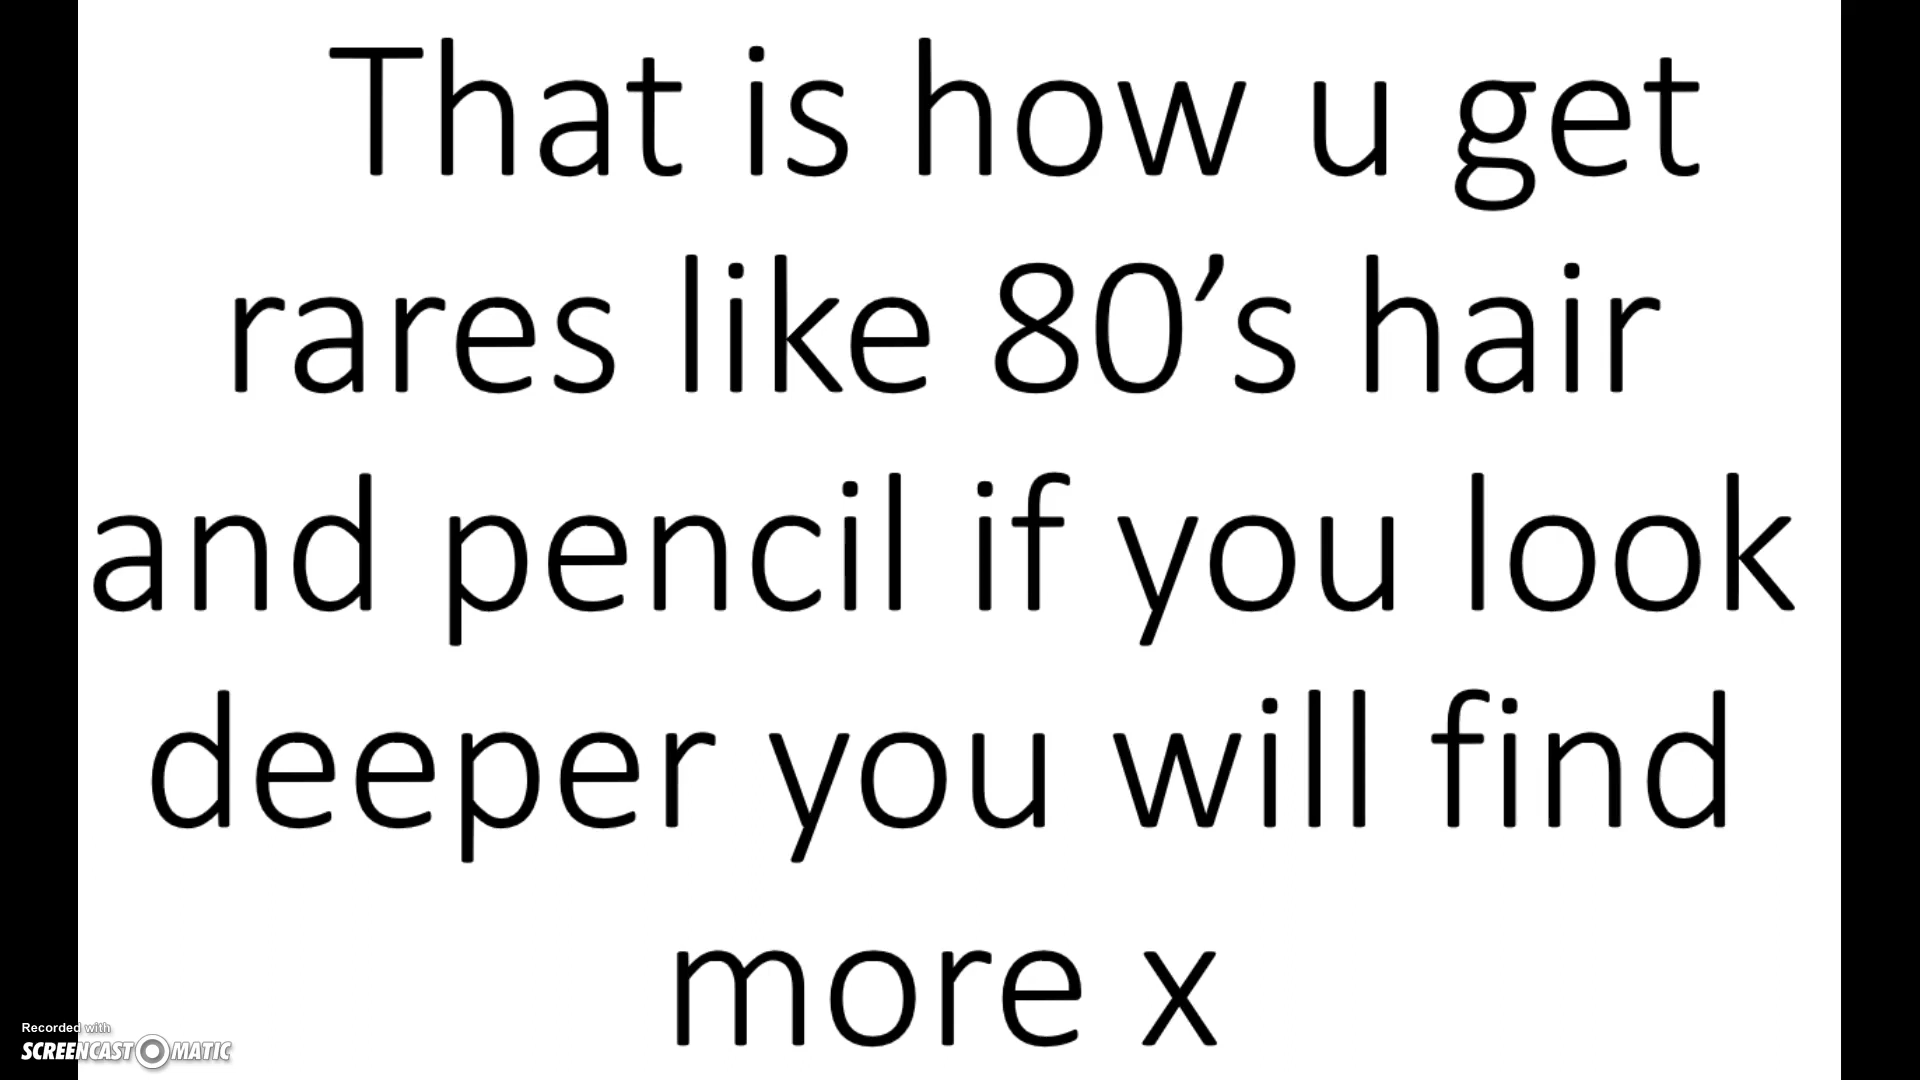 That is how u get
rares like 80’s hair
and pencil if you look
deeper you will find
more x
Recorded with
SCREENCAST O MATIC